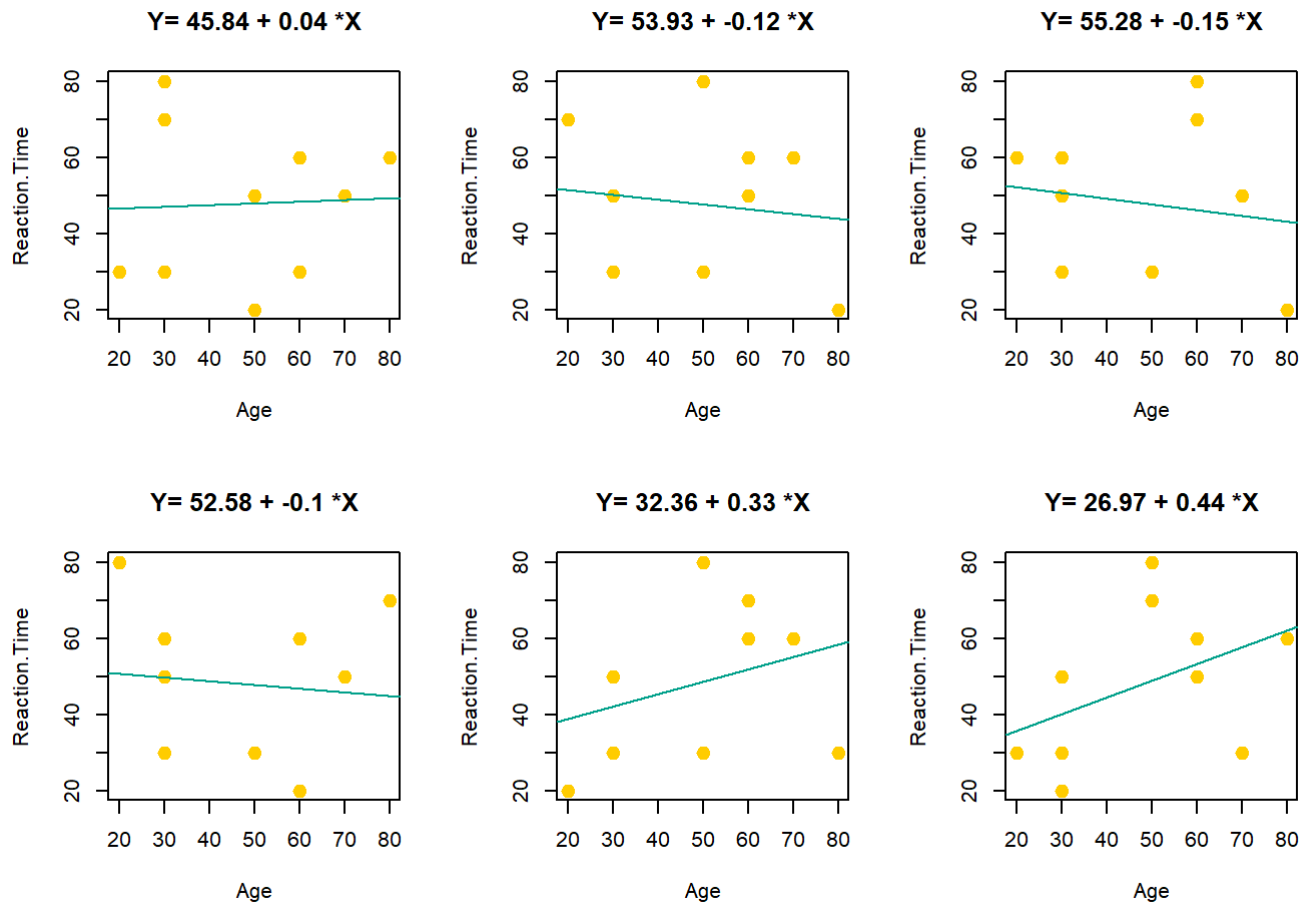 Y= 45.84 + 0.04 *X
Reaction.Time
80
60
40
20
20 30 40 50 60 70 80
Age
Y= 53.93 + -0.12 *X
Reaction.Time
80
60
40
20
20 30 40 50 60 70 80
Age
Y= 55.28 + -0.15 *X
Reaction.Time
80
60
40
20
20 30 40 50 60 70 80
Age
Y= 52.58 + -0.1 *X
Reaction.Time
80
60
40
20
20 30 40 50 60 70 80
Age
Y= 32.36 + 0.33 *X
Reaction.Time
80
60
40
20
20 30 40 50 60 70 80
Age
Y= 26.97 + 0.44 *X
Reaction.Time
80
60
40
20
20 30 40 50 60 70 80
Age